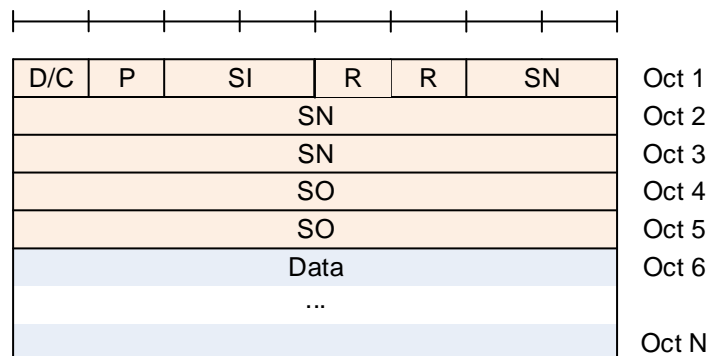 D/C P SI R R SN Oct 1
SN Oct 2
SN Oct 3
SO Oct 4
SO Oct 5
Data Oct 6
...
Oct N